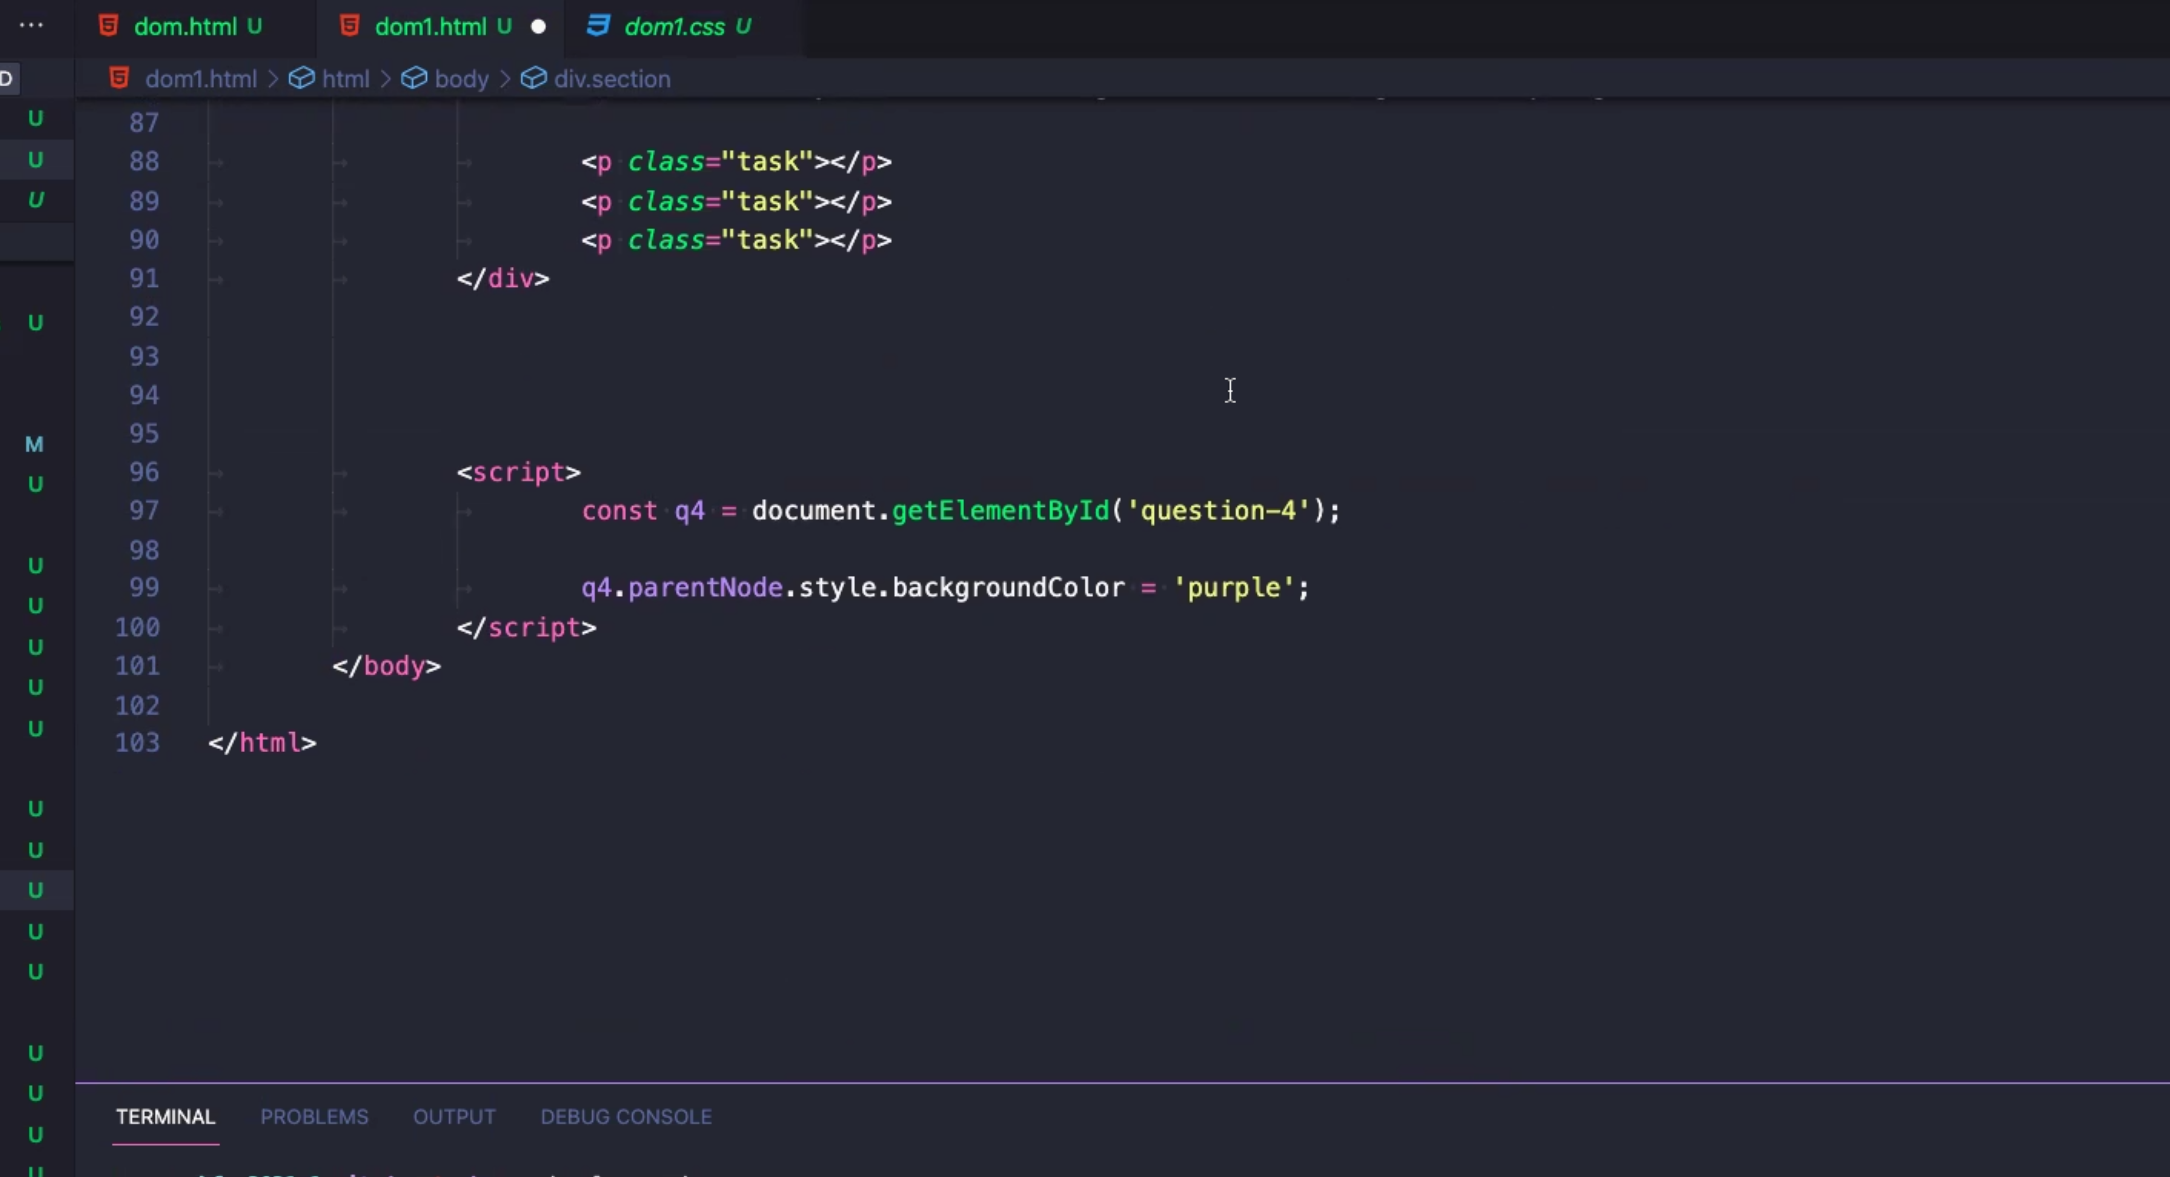 ... dom.html U dom1.html U dom1.css U
D dom1.html > html > body > div.section
U 87
U 88 <p class="task"></p>
U 89 <p class="task"></p>
90 <p class="task"></p>
91 </div>
U 92
93
94
M 95
U 96 <script>
97 const q4 = document.getElementById('question-4');
U 98
U 99 q4.parentNode.style.backgroundColor = 'purple';
U 100 </script>
U 101 </body>
U 102
103 </html>
U
U
U
U
U
U
U
U
TERMINAL PROBLEMS OUTPUT DEBUG CONSOLE